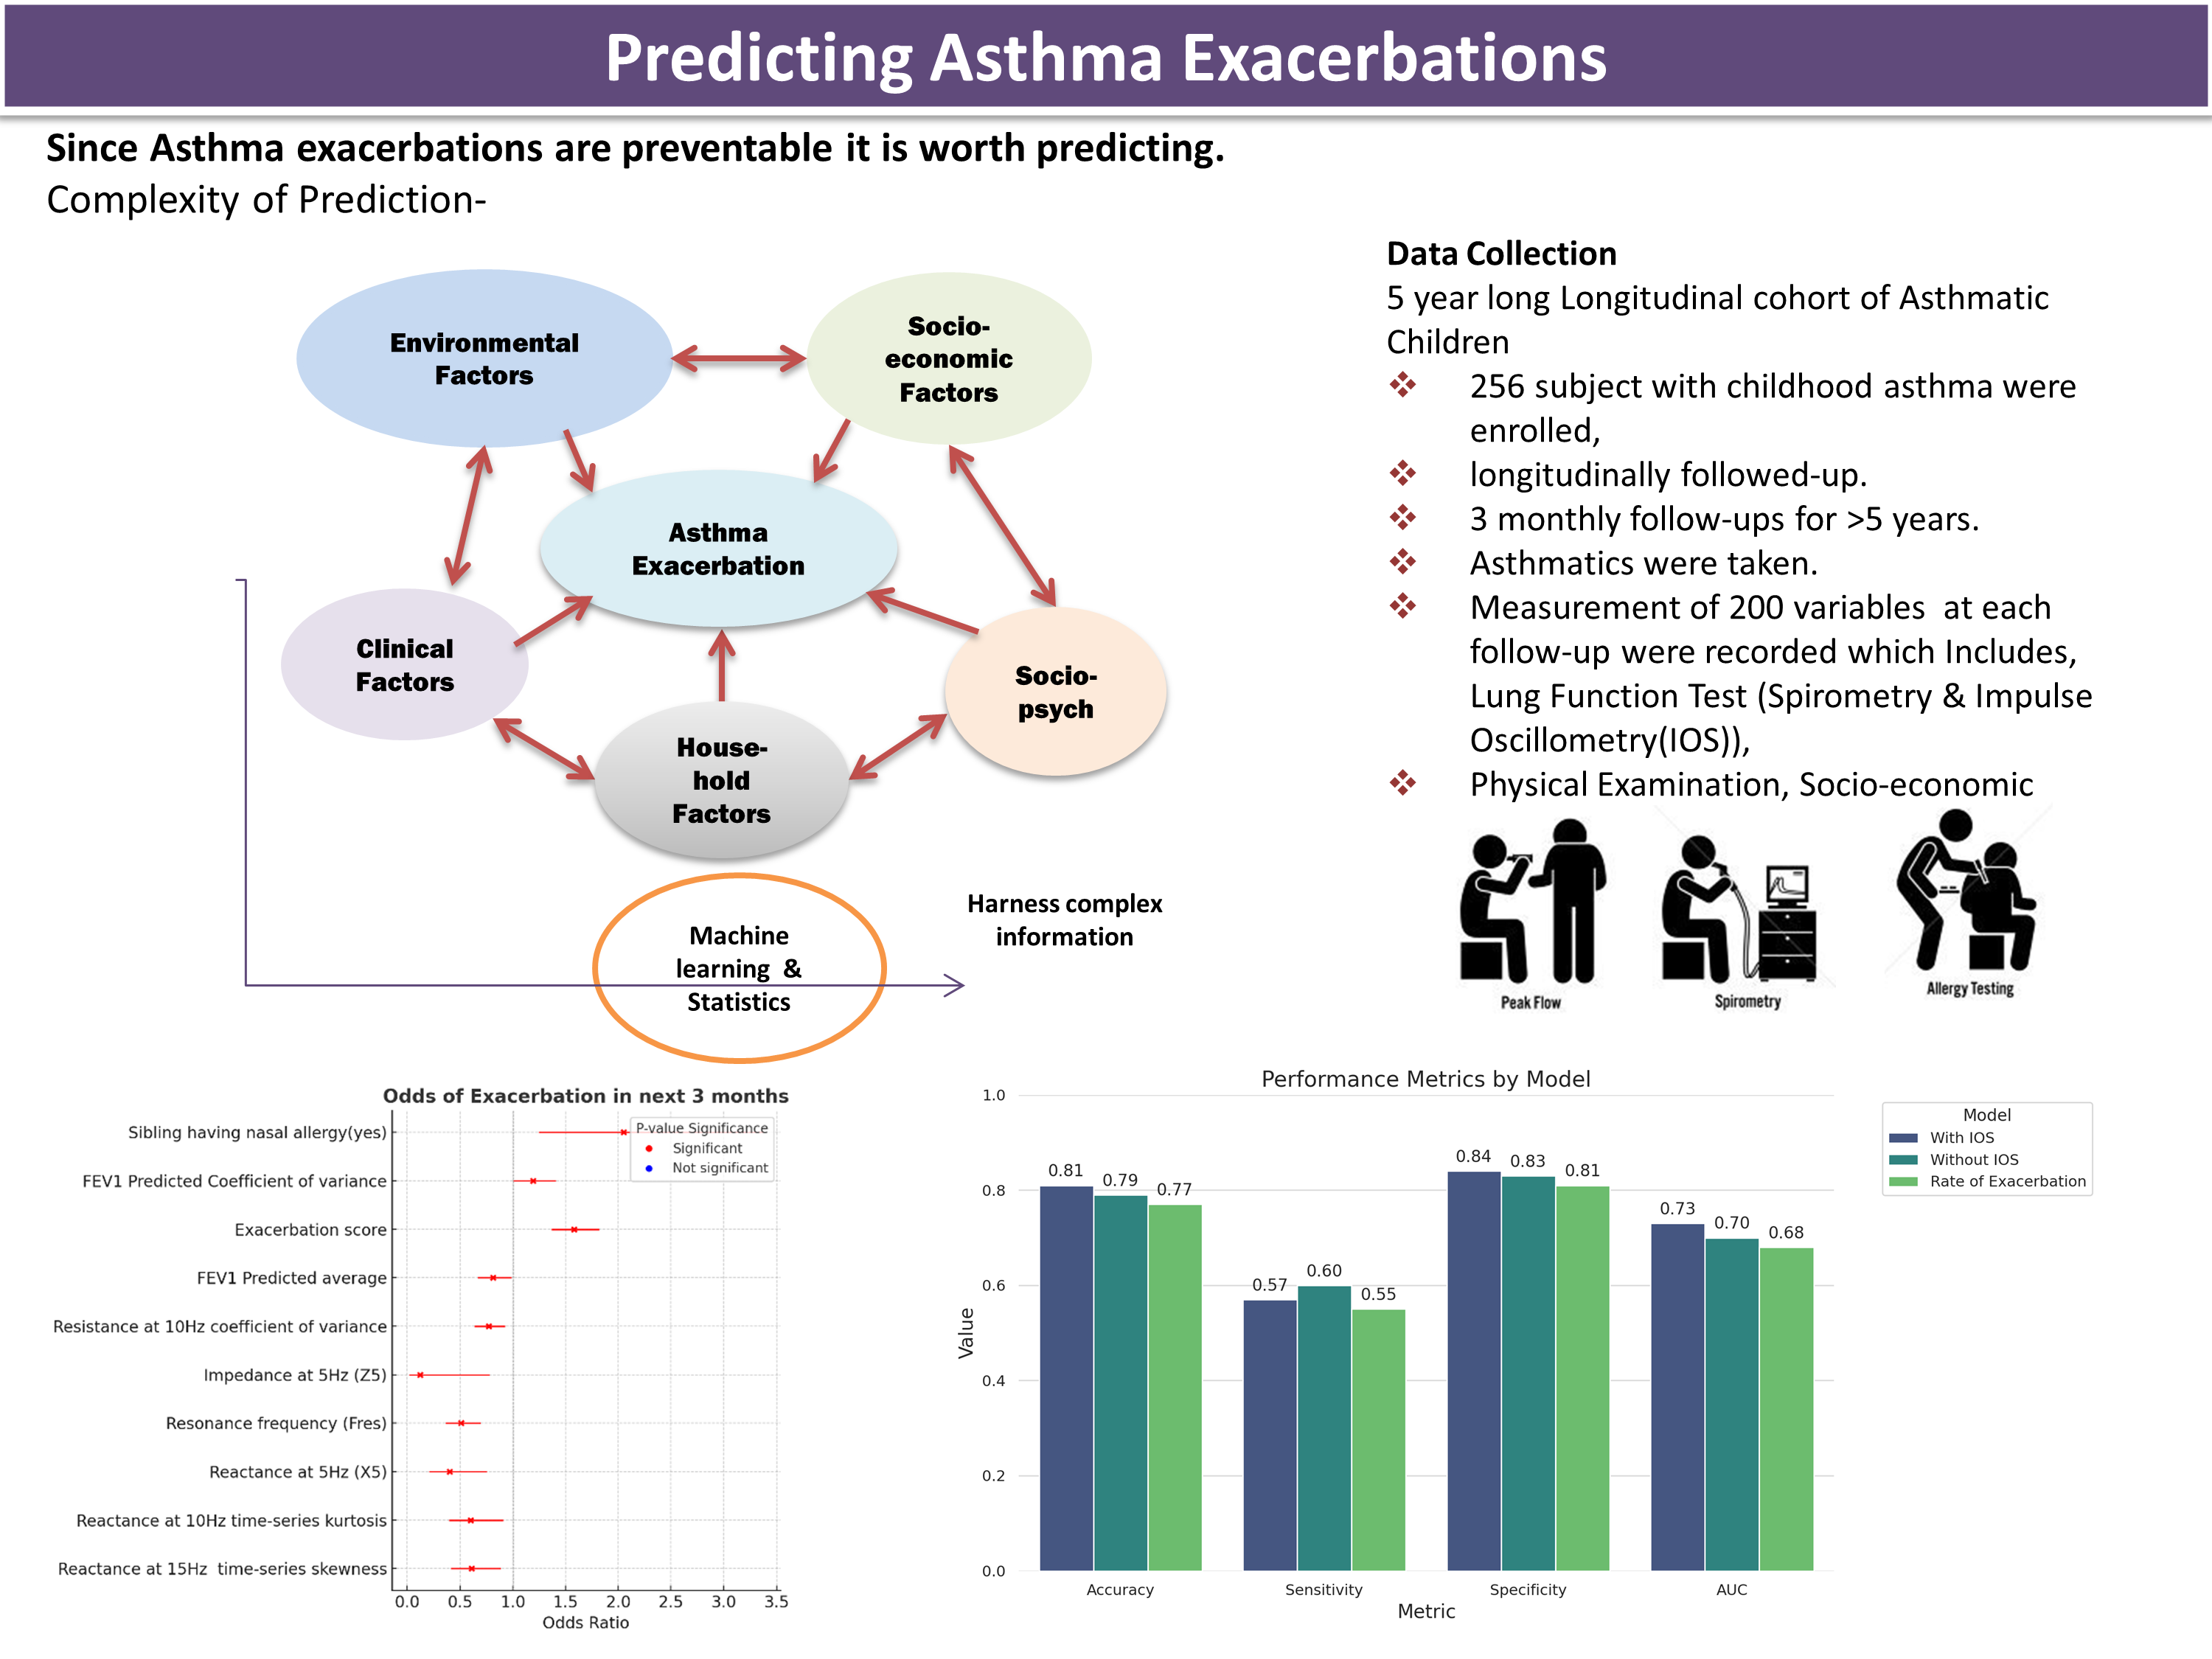 Predicting Asthma Exacerbations
Since Asthma exacerbations are preventable it is worth predicting.
Complexity of Prediction-
Environmental
Factors
Socio-
economic
Factors
Asthma
Exacerbation
Clinical
Factors
Socio-
psych
House-
hold
Factors
Machine
learning &
Statistics
Harness complex
information
Data Collection
5 year long Longitudinal cohort of Asthmatic
Children
256 subject with childhood asthma were
enrolled,
longitudinally followed-up.
3 monthly follow-ups for >5 years.
Asthmatics were taken.
Measurement of 200 variables at each
follow-up were recorded which Includes,
Lung Function Test (Spirometry & Impulse
Oscillometry(IOS)),
Physical Examination, Socio-economic
Peak Flow
Spirometry
Allergy Testing
Odds of Exacerbation in next 3 months
P-value Significance
Significant
Not significant
Sibling having nasal allergy(yes)
FEV1 Predicted Coefficient of variance
Exacerbation score
FEV1 Predicted average
Resistance at 10Hz coefficient of variance
Impedance at 5Hz (Z5)
Resonance frequency (Fres)
Reactance at 5Hz (X5)
Reactance at 10Hz time-series kurtosis
Reactance at 15Hz time-series skewness
0.0 0.5 1.0 1.5 2.0 2.5 3.0 3.5
Odds Ratio
Performance Metrics by Model
1.0
0.8
0.6
0.4
0.2
0.0
Value
0.81 0.79 0.77
0.57 0.60 0.55
0.84 0.83 0.81
0.73 0.70 0.68
Accuracy Sensitivity Specificity AUC
Metric
Model
With IOS
Without IOS
Rate of Exacerbation